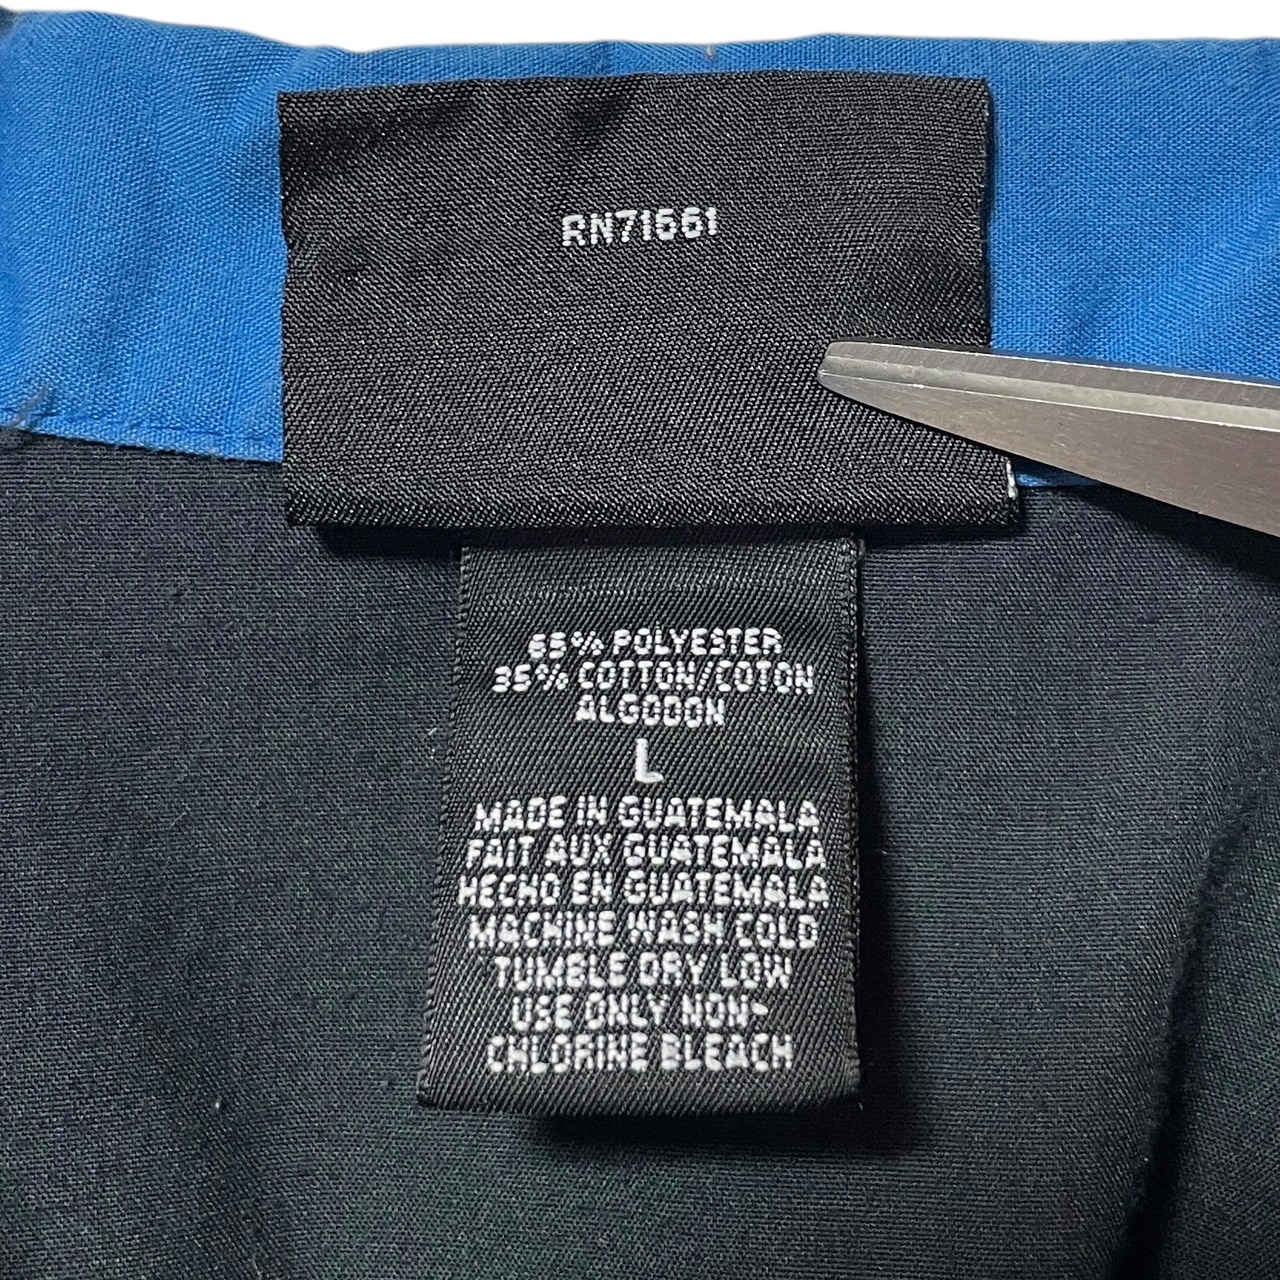 RN71561
65% POLYESTER
35% COTTON/COTON
ALGODON
L
MADE IN GUATEMALA
FAIT AUX GUATEMALA
HECHO EN GUATEMALA
MACHINE WASH COLD
TUMBLE DRY LOW
USE ONLY NON-
CHLORINE BLEACH